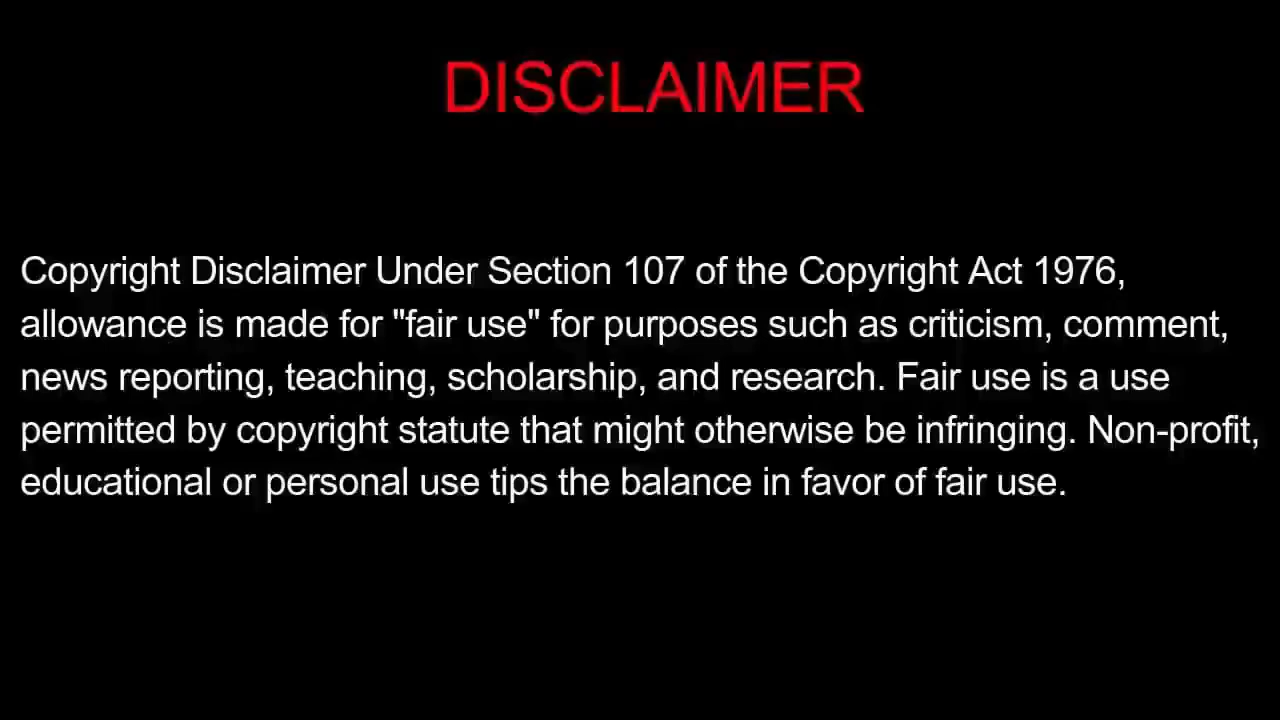 DISCLAIMER
Copyright Disclaimer Under Section 107 of the Copyright Act 1976,
allowance is made for "fair use" for purposes such as criticism, comment,
news reporting, teaching, scholarship, and research. Fair use is a use
permitted by copyright statute that might otherwise be infringing. Non-profit,
educational or personal use tips the balance in favor of fair use.